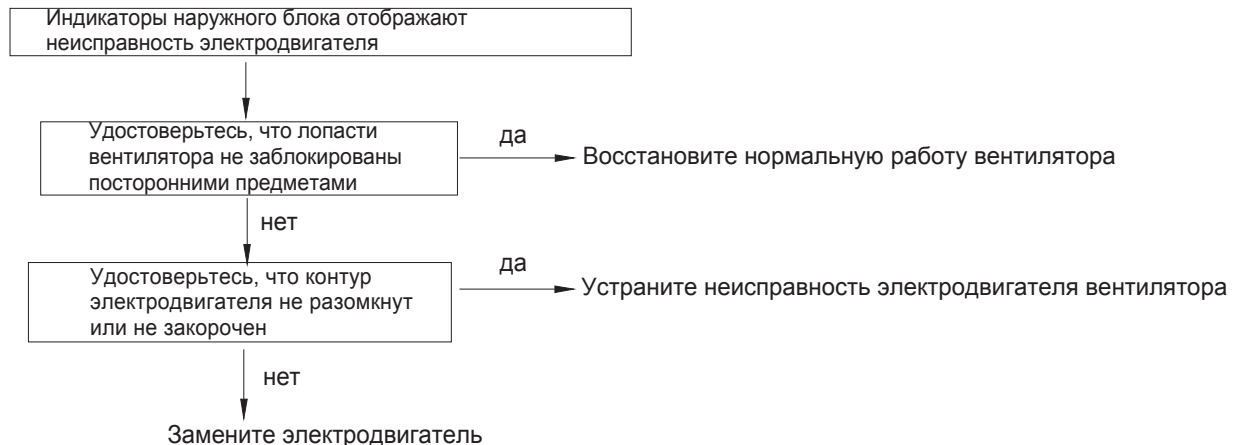 Индикаторы наружного блока отображают
неисправность электродвигателя
Удостоверьтесь, что лопасти
вентилятора не заблокированы
посторонними предметами
да
Восстановите нормальную работу вентилятора
нет
Удостоверьтесь, что контур
электродвигателя не разомкнут
или не закорочен
да
Устраните неисправность электродвигателя вентилятора
нет
Замените электродвигатель